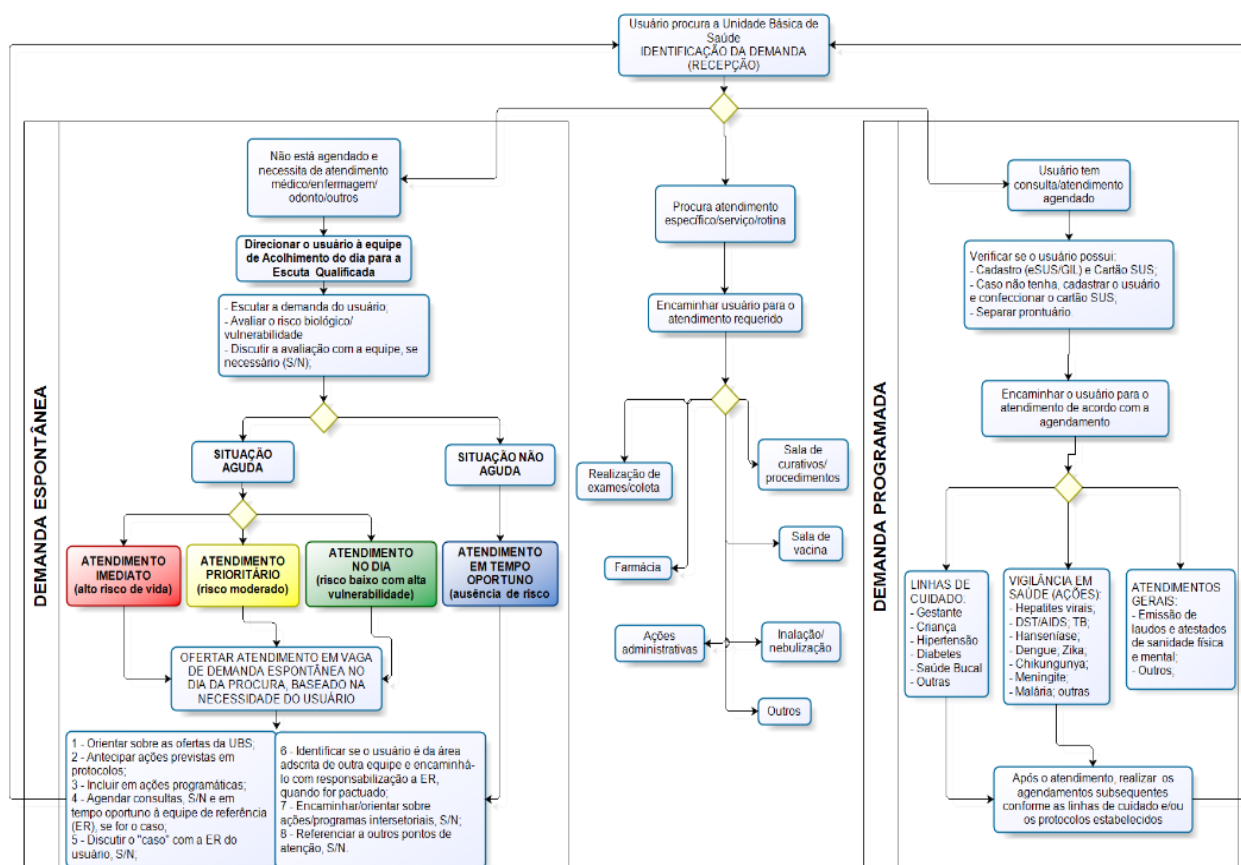 Usuário procura a Unidade Básica de
Saúde
IDENTIFICAÇÃO DA DEMANDA
(RECEPÇÃO)
DEMANDA ESPONTÂNEA
Não está agendado e
necessita de atendimento
médico/enfermagem/
odonto/outros
Direcionar o usuário à equipe
de Acolhimento do dia para a
Escuta Qualificada
- Escutar a demanda do usuário;
- Avaliar o risco biológico/
vulnerabilidade
- Discutir a avaliação com a equipe, se
necessário (S/N);
SITUAÇÃO
AGUDA
SITUAÇÃO NÃO
AGUDA
ATENDIMENTO
IMEDIATO
(alto risco de vida)
ATENDIMENTO
PRIORITÁRIO
(risco moderado)
ATENDIMENTO
NO DIA
(risco baixo com alta
vulnerabilidade)
ATENDIMENTO
EM TEMPO
OPORTUNO
(ausência de risco)
OFERTAR ATENDIMENTO EM VAGA
DE DEMANDA ESPONTÂNEA NO
DIA DA PROCURA, BASEADO NA
NECESSIDADE DO USUÁRIO
1 - Orientar sobre as ofertas da UBS;
2 - Antecipar ações previstas em
protocolos;
3 - Incluir em ações programáticas;
4 - Agendar consultas, S/N e em
tempo oportuno à equipe de referência
(ER), se for o caso;
5 - Discutir o "caso" com a ER do
usuário, S/N;
6 - Identificar se o usuário é da área
adscrita de outra equipe e encaminhá-
lo com responsabilização a ER,
quando for pactuado;
7 - Encaminhar/orientar sobre
ações/programas intersetoriais, S/N;
8 - Referenciar a outros pontos de
atenção, S/N.
Procura atendimento
específico/serviço/rotina
Encaminhar usuário para o
atendimento requerido
Realização de
exames/coleta
Sala de
curativos/
procedimentos
Sala de
vacina
Farmácia
Ações
administrativas
Inalação/
nebulização
Outros
DEMANDA PROGRAMADA
Usuário tem
consulta/atendimento
agendado
Verificar se o usuário possui:
- Cadastro (eSUS/GIL) e Cartão SUS;
- Caso não tenha, cadastrar o usuário
e confeccionar o cartão SUS;
- Separar prontuário.
Encaminhar o usuário para o
atendimento de acordo com a
agendamento
LINHAS DE
CUIDADO:
- Gestante
- Criança
- Hipertensão
- Diabetes
- Saúde Bucal
- Outras
VIGILÂNCIA EM
SAÚDE (AÇÕES):
- Hepatites virais;
- DST/AIDS; TB;
- Hanseníase;
- Dengue; Zika;
- Chikungunya;
- Meningite;
- Malária; outras
ATENDIMENTOS
GERAIS:
- Emissão de
laudos e atestados
de sanidade física
e mental;
- Outros;
Após o atendimento, realizar os
agendamentos subsequentes
conforme as linhas de cuidado e/ou
os protocolos estabelecidos